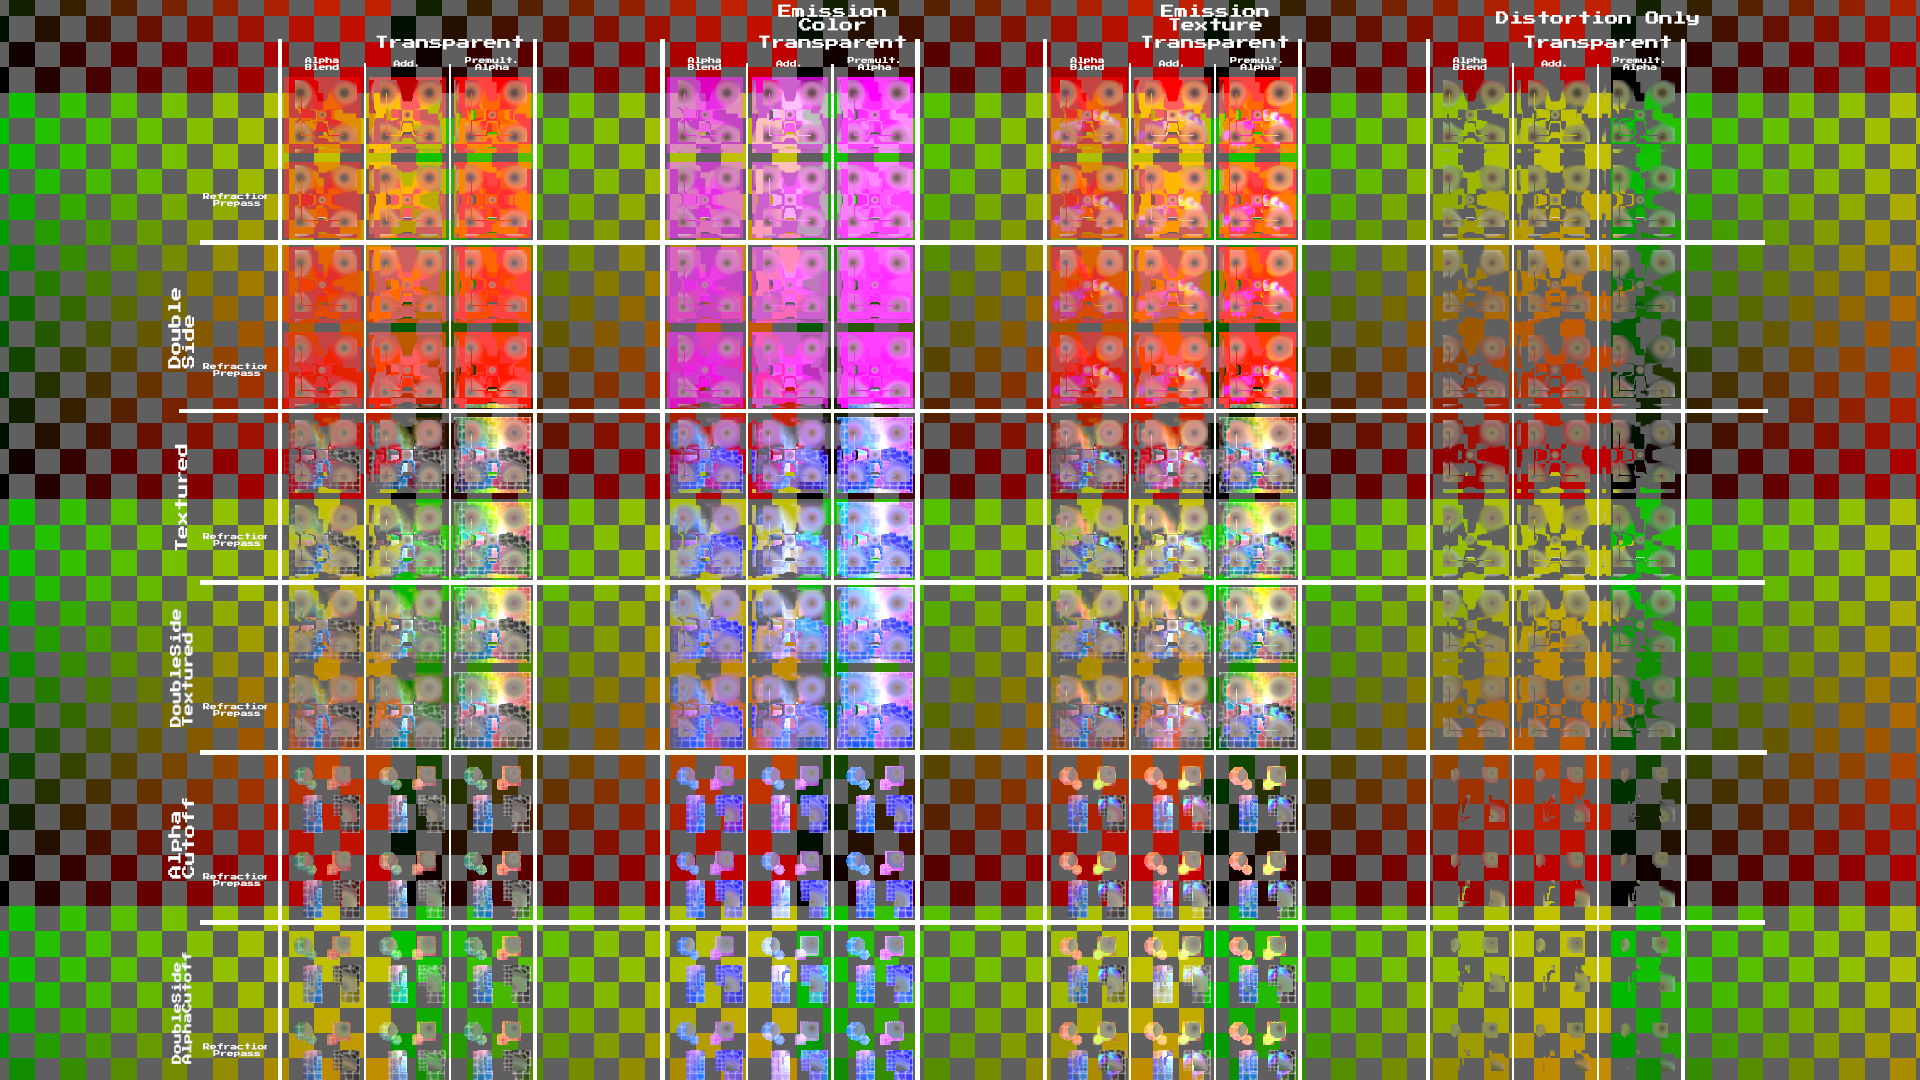 Emission
Color
Emission
Texture
Distortion Only
Transparent
Transparent
Transparent
Transparent
Alpha
Blend
Add.
Premult.
Alpha
Alpha
Blend
Add.
Premult.
Alpha
Alpha
Blend
Add.
Premult.
Alpha
Alpha
Blend
Add.
Premult.
Alpha
Refraction
Prepass
Double
Side
Refraction
Prepass
Textured
Refraction
Prepass
DoubleSide
Textured
Refraction
Prepass
Alpha
Cutoff
Refraction
Prepass
DoubleSide
AlphaCutoff
Refraction
Prepass